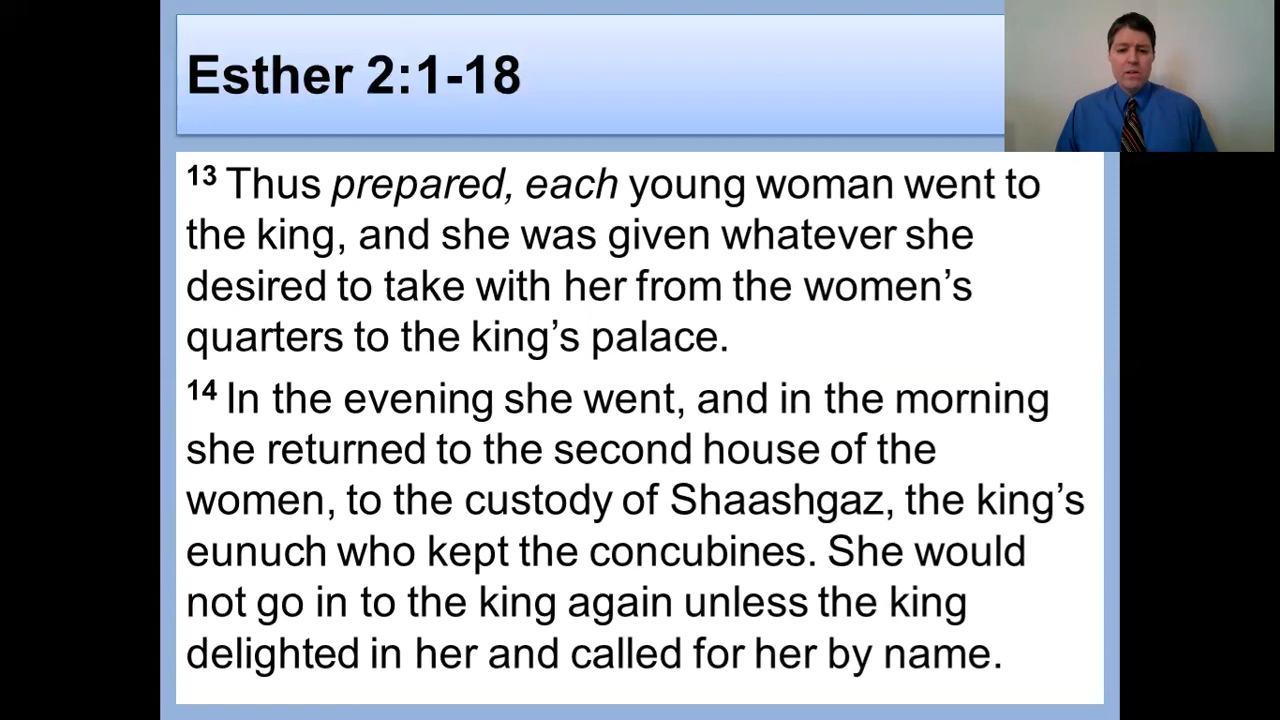 Esther 2:1-18
13 Thus prepared, each young woman went to
the king, and she was given whatever she
desired to take with her from the women’s
quarters to the king’s palace.
14 In the evening she went, and in the morning
she returned to the second house of the
women, to the custody of Shaashgaz, the king’s
eunuch who kept the concubines. She would
not go in to the king again unless the king
delighted in her and called for her by name.